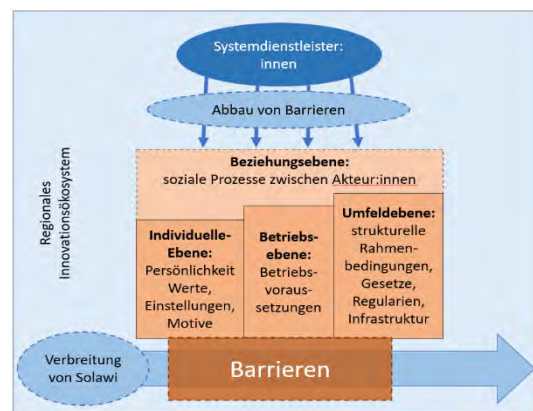 Systemdienstleister:
innen
Abbau von Barrieren
Regionales
Innovationsökosystem
Beziehungsebene:
soziale Prozesse zwischen Akteur:innen
Individuelle-
Ebene:
Persönlichkeit
Werte,
Einstellungen,
Motive
Betriebs-
ebene:
Betriebs-
voraus-
setzungen
Umfeldebene:
strukturelle
Rahmen-
bedingungen,
Gesetze,
Regularien,
Infrastruktur
Verbreitung
von Solawi
Barrieren